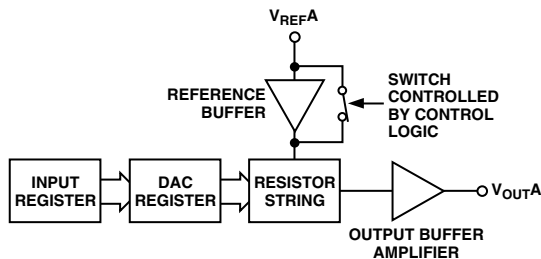 VREFA
REFERENCE
BUFFER
SWITCH
CONTROLLED
BY CONTROL
LOGIC
INPUT
REGISTER
DAC
REGISTER
RESISTOR
STRING
VOUTA
OUTPUT BUFFER
AMPLIFIER